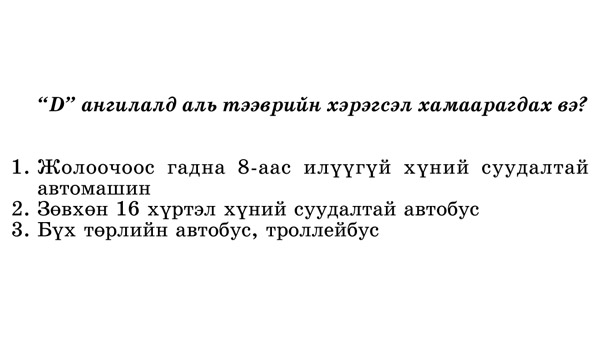 “D” ангилалд аль тээврийн хэрэгсэл хамаарагдах вэ?
1. Жолоочоос гадна 8-аас илүүгүй хүний суудалтай
автомашин
2. Зөвхөн 16 хүртэл хүний суудалтай автобус
3. Бүх төрлийн автобус, троллейбус